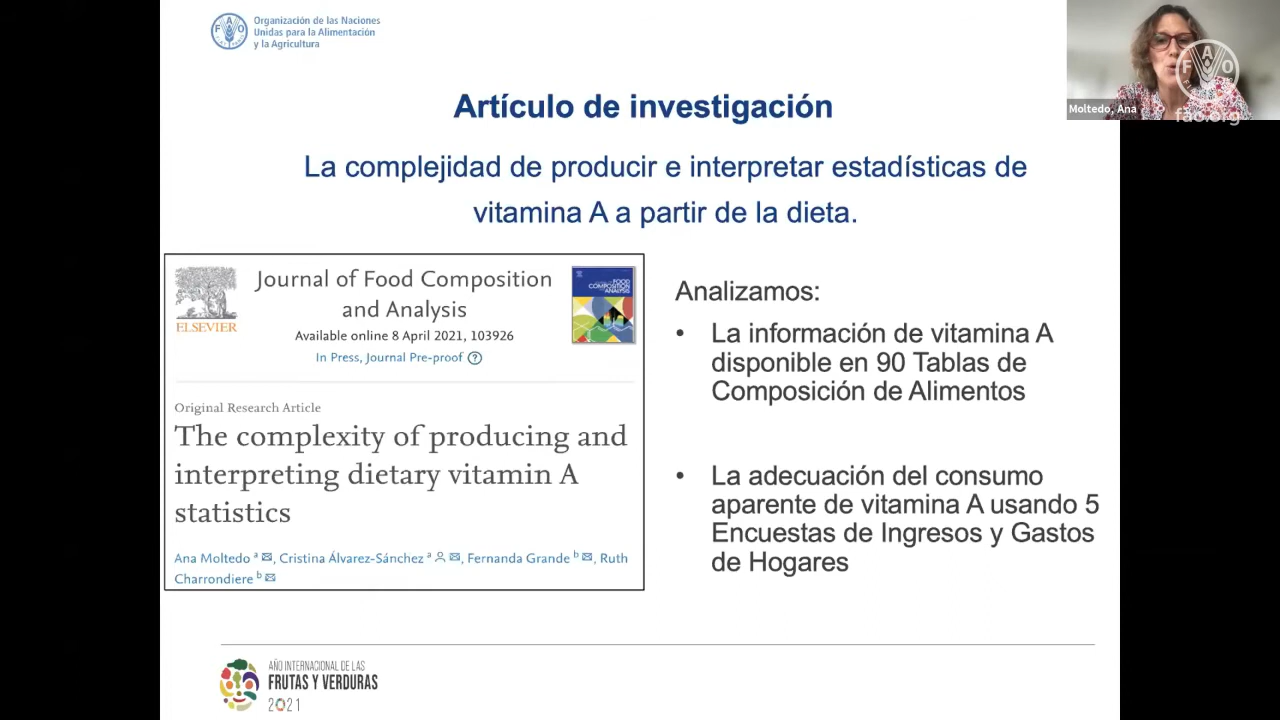 Organización de las Naciones
Unidas para la Alimentación
y la Agricultura
Moltedo, Ana
FAO
fao.org
Artículo de investigación
La complejidad de producir e interpretar estadísticas de
vitamina A a partir de la dieta.
ELSEVIER
Journal of Food Composition
and Analysis
Available online 8 April 2021, 103926
In Press, Journal Pre-proof ?
FOOD
COMPOSITION
AND ANALYSIS
Original Research Article
The complexity of producing and
interpreting dietary vitamin A
statistics
Ana Moltedo a, Cristina Álvarez-Sánchez a, Fernanda Grande b, Ruth
Charrondiere b
Analizamos:
• La información de vitamina A
disponible en 90 Tablas de
Composición de Alimentos
• La adecuación del consumo
aparente de vitamina A usando 5
Encuestas de Ingresos y Gastos
de Hogares
AÑO INTERNACIONAL DE LAS
FRUTAS Y VERDURAS
2021